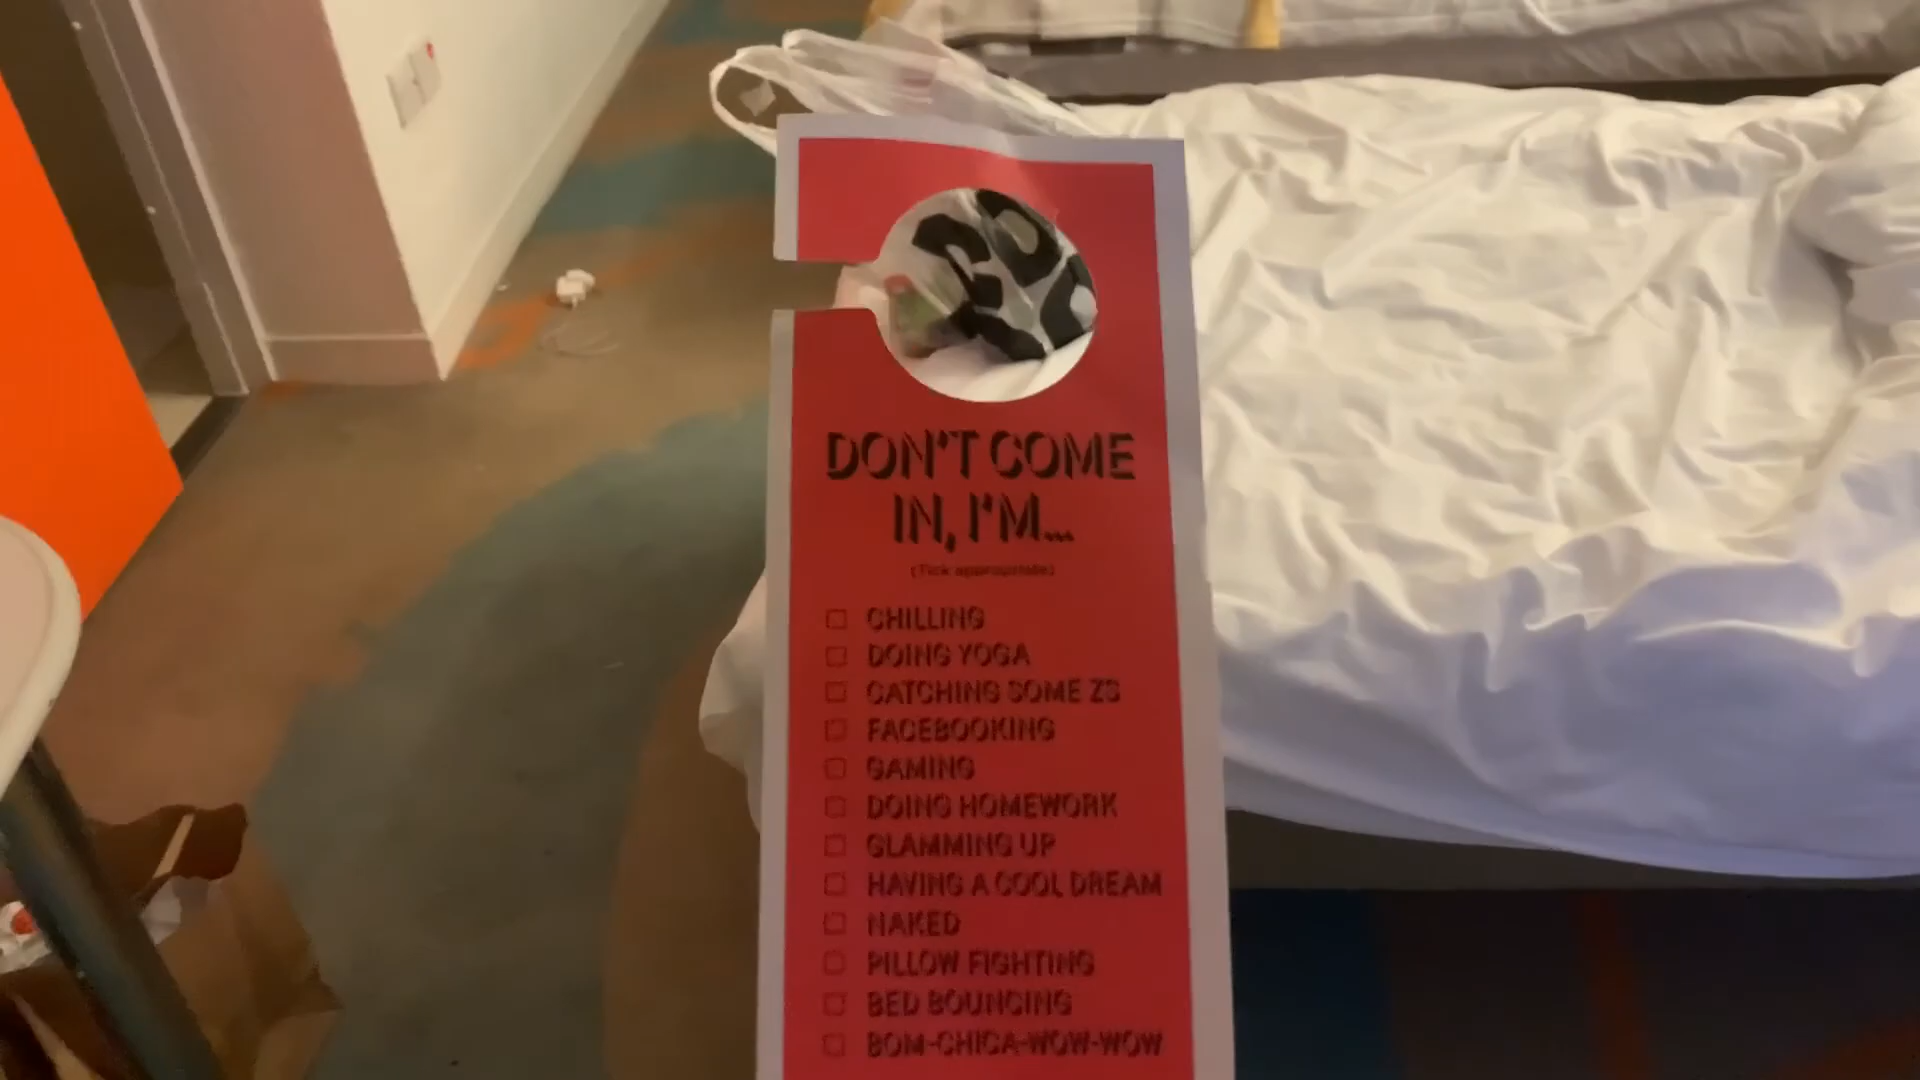 DON'T COME
IN, I'M...
(Tick appropriate)
CHILLING
DOING YOGA
CATCHING SOME ZS
FACEBOOKING
GAMING
DOING HOMEWORK
GLAMMING UP
HAVING A COOL DREAM
NAKED
PILLOW FIGHTING
BED BOUNCING
BOM-CHICA-WOW-WOW